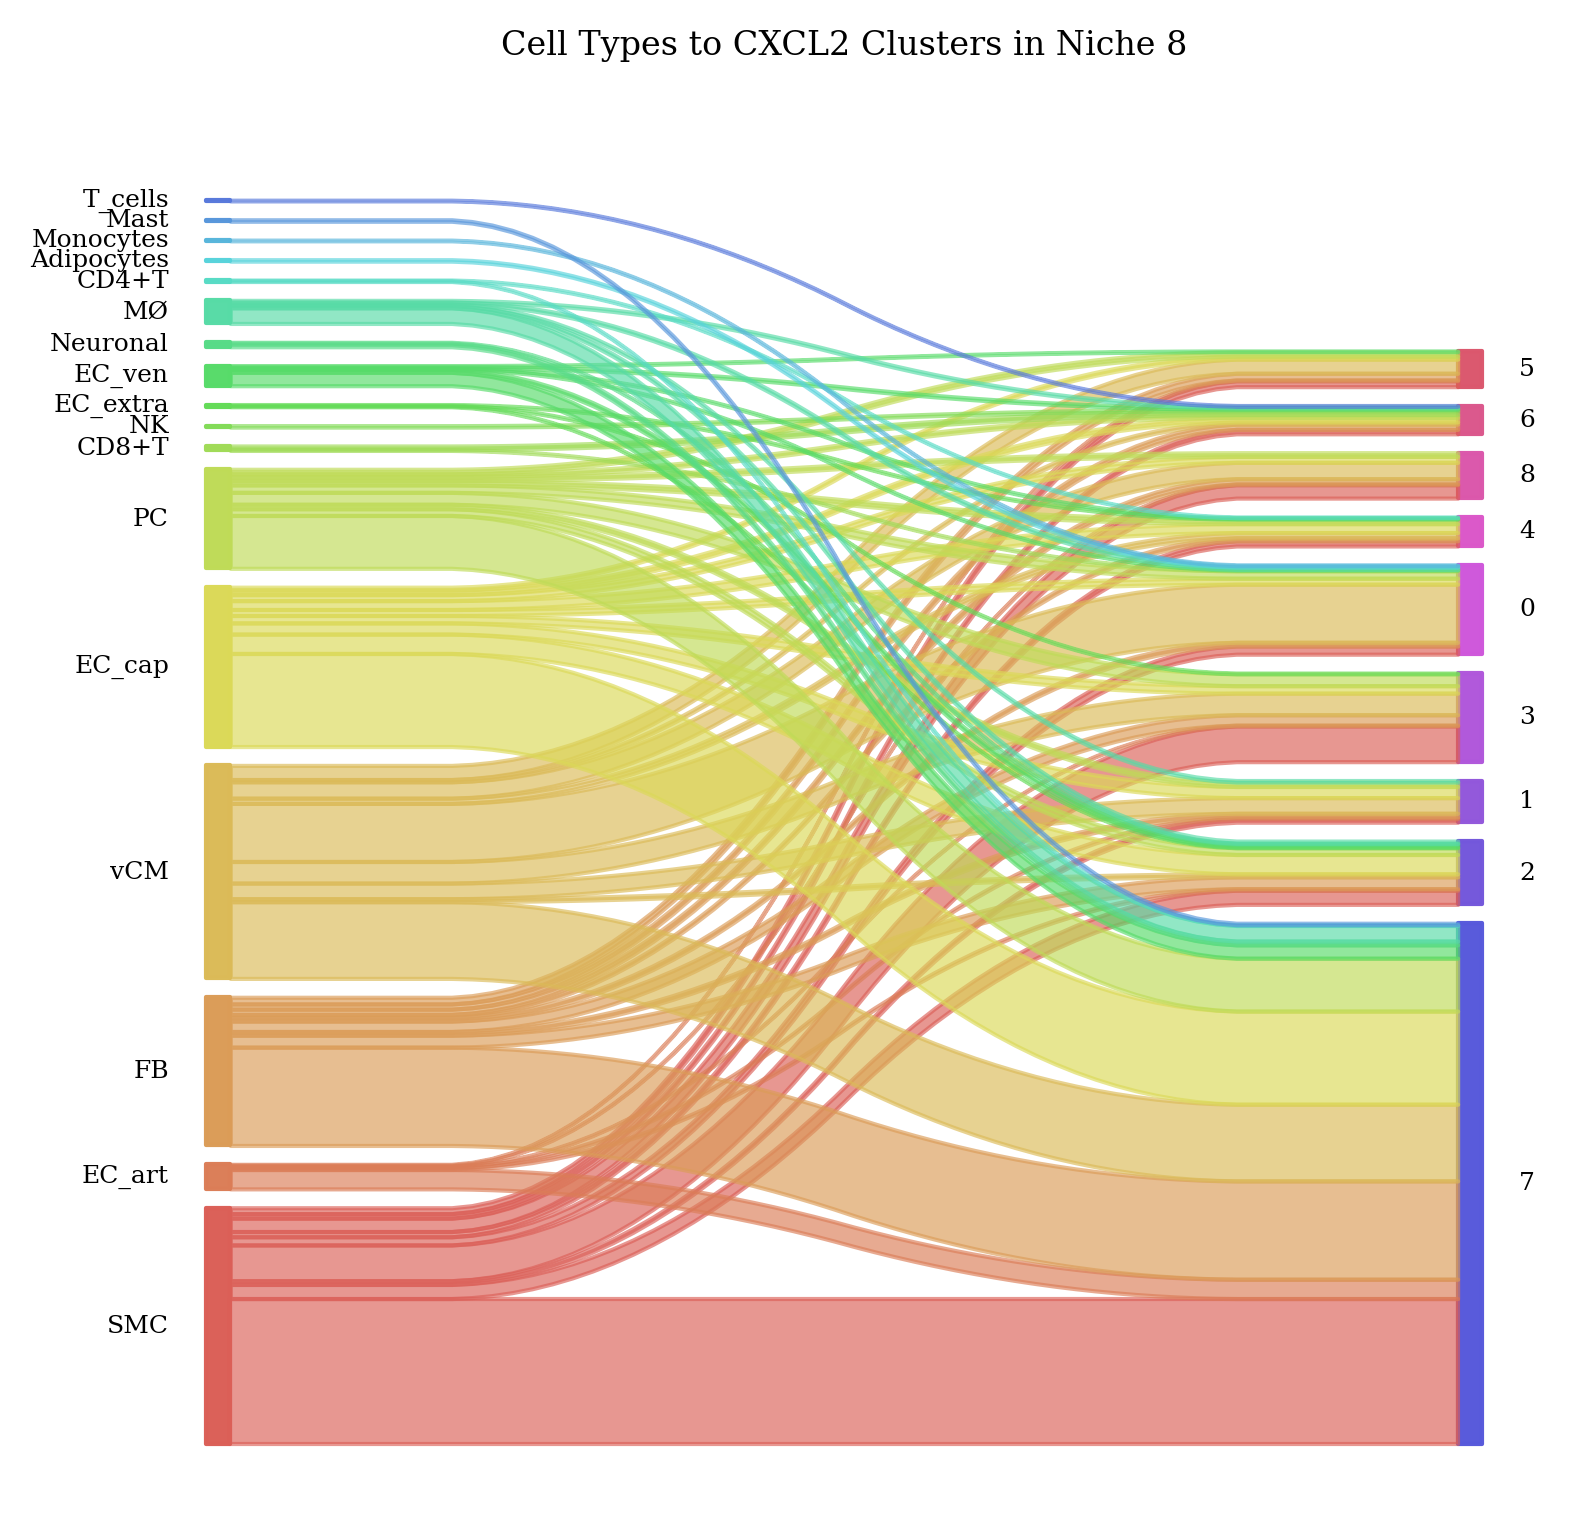 Cell Types to CXCL2 Clusters in Niche 8
T_cells
Mast
Monocytes
Adipocytes
CD4+T
MØ
Neuronal
EC_ven
EC_extra
NK
CD8+T
PC
EC_cap
vCM
FB
EC_art
SMC
5
6
8
4
0
3
1
2
7